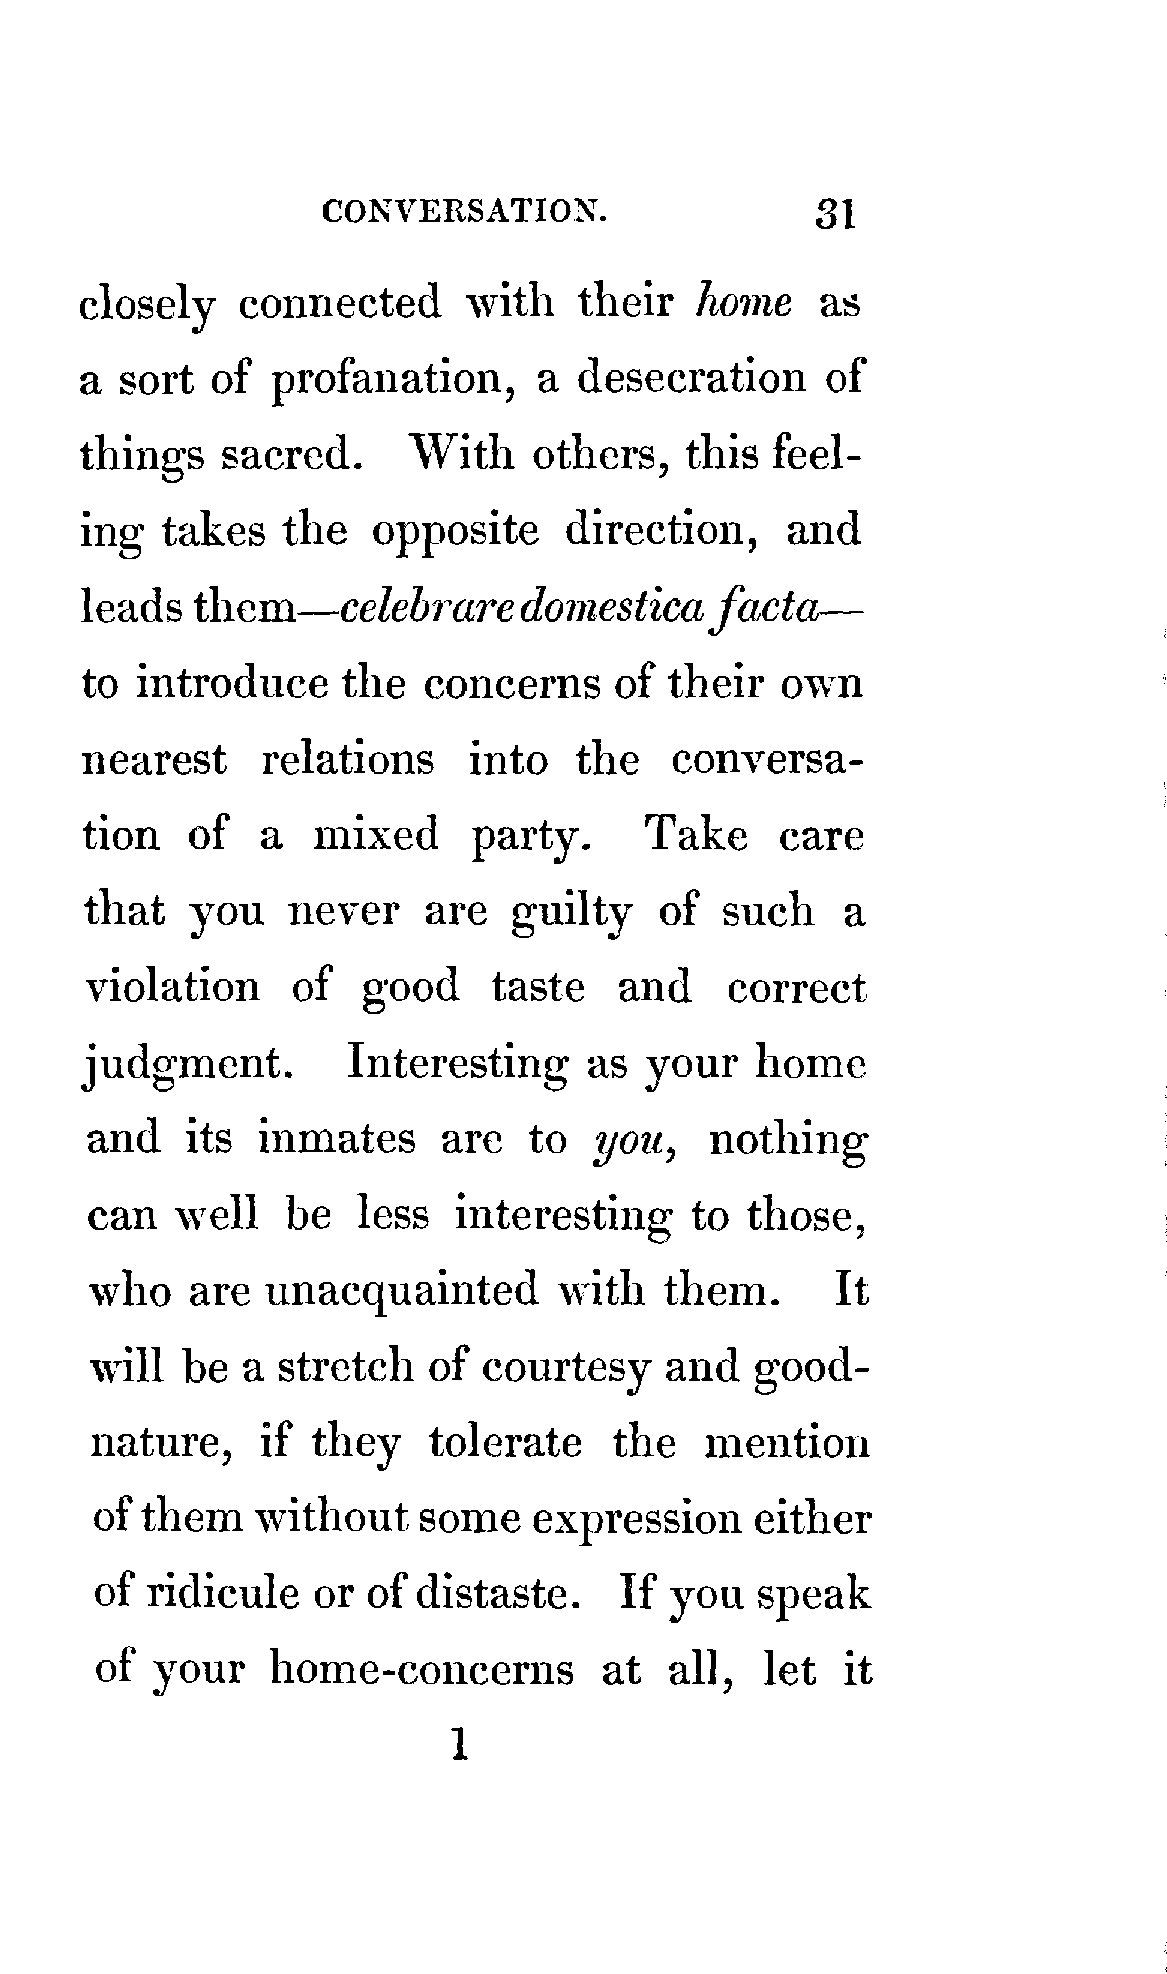 CONVERSATION. 31
closely connected with their home as
a sort of profanation, a desecration of
things sacred. With others, this feel-
ing takes the opposite direction, and
leads them—celebrare domestica facta—
to introduce the concerns of their own
nearest relations into the conversa-
tion of a mixed party. Take care
that you never are guilty of such a
violation of good taste and correct
judgment. Interesting as your home
and its inmates are to you, nothing
can well be less interesting to those,
who are unacquainted with them. It
will be a stretch of courtesy and good-
nature, if they tolerate the mention
of them without some expression either
of ridicule or of distaste. If you speak
of your home-concerns at all, let it
1